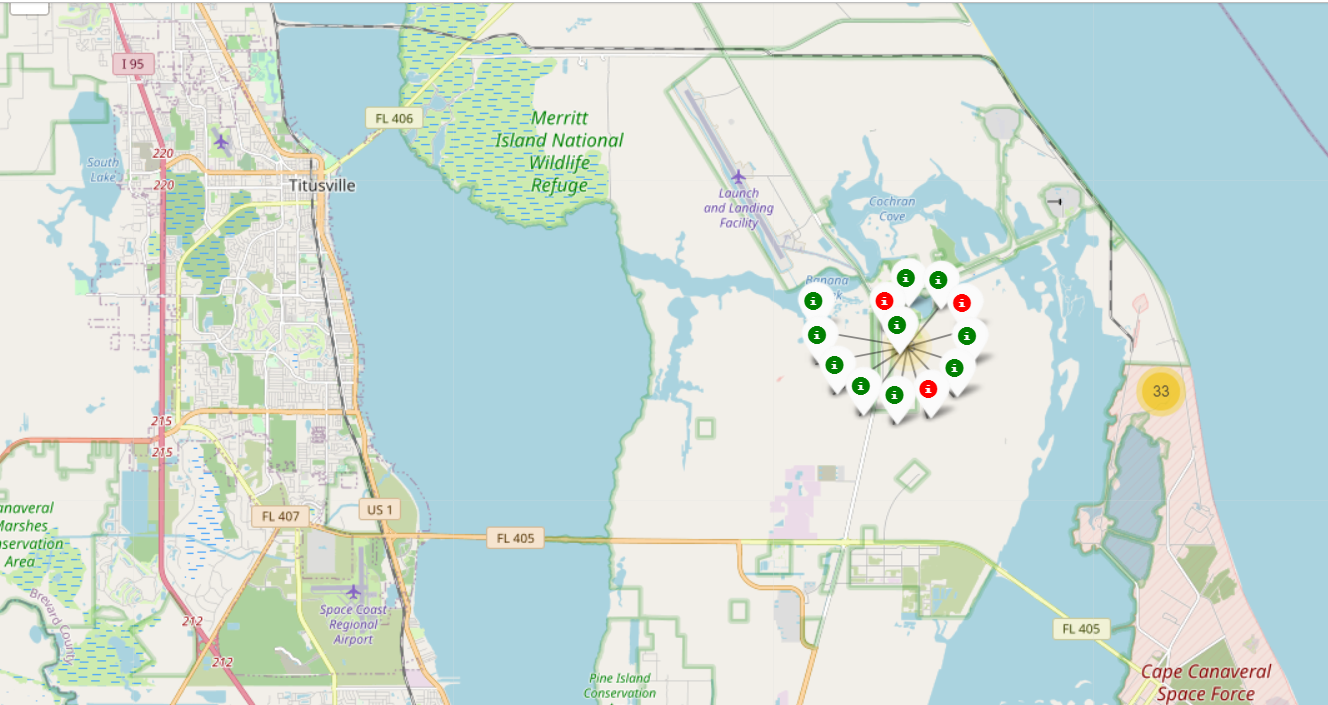 I 95
FL 406
220
220
South
Lake
Titusville
Merritt
Island National
Wildlife
Refuge
Launch
and Landing
Facility
Cochran
Cove
Banana
33
215
215
FL 407
US 1
FL 405
Marshes
Area
Brevard County
Space Coast
Regional
Airport
212
212
FL 405
Pine Island
Conservation
Cape Canaveral
Space Force